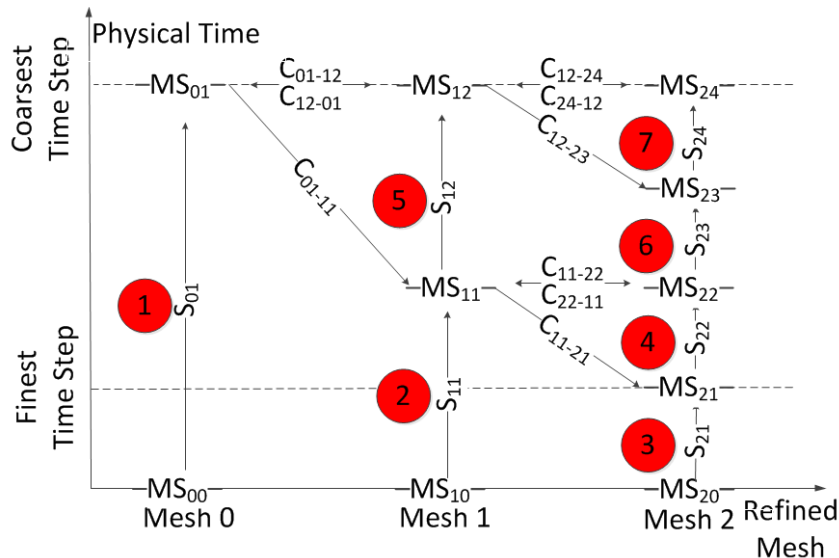 Physical Time
Coarsest
Time Step
Finest
Time Step
MS01
C01-12
C12-01
MS12
C12-24
C24-12
MS24
7
S24
C12-23
C01-11
5
S12
MS23
6
S23
1
S01
MS11
C11-22
C22-11
MS22
C11-21
4
S22
2
S11
MS21
3
S21
MS00
MS10
MS20
Mesh 0
Mesh 1
Mesh 2
Refined
Mesh